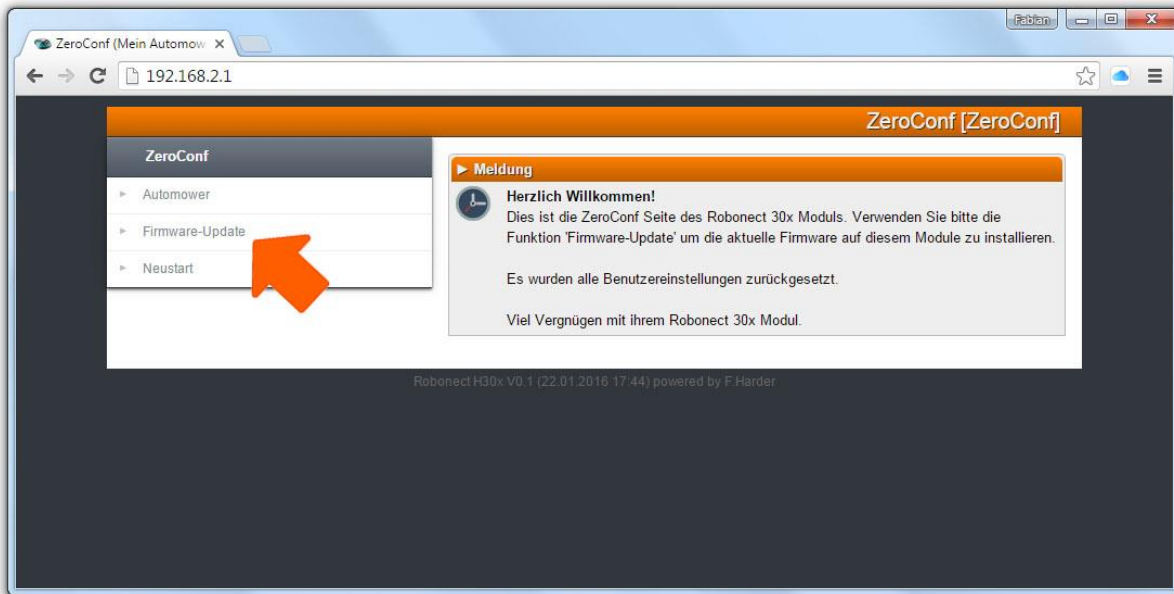 Fabian
ZeroConf (Mein Automow
192.168.2.1
ZeroConf [ZeroConf]
ZeroConf
Automower
Firmware-Update
Neustart
Meldung
Herzlich Willkommen!
Dies ist die ZeroConf Seite des Robonect 30x Moduls. Verwenden Sie bitte die
Funktion 'Firmware-Update' um die aktuelle Firmware auf diesem Module zu installieren.
Es wurden alle Benutzereinstellungen zurückgesetzt.
Viel Vergnügen mit ihrem Robonect 30x Modul.
Robonect H30x V0.1 (22.01.2016 17:44) powered by F.Harder